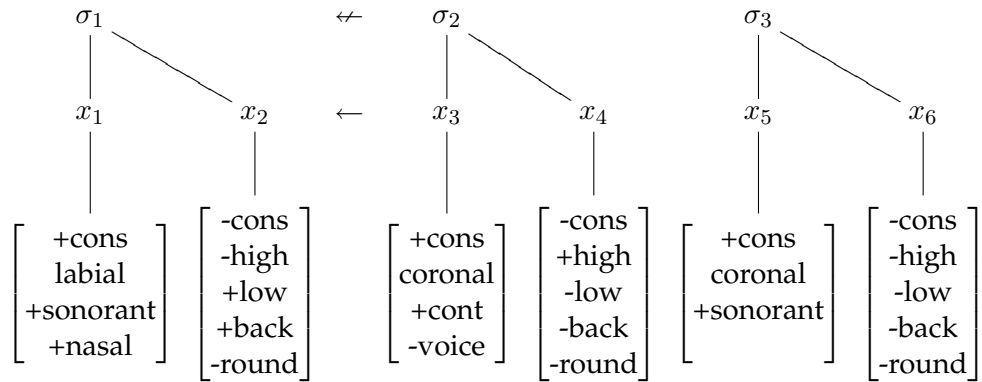 σ₁ ↚ σ₂ σ₃
x₁ x₂ ← x₃ x₄ x₅ x₆
+cons
labial
+sonorant
+nasal
-cons
-high
+low
+back
-round
+cons
coronal
+cont
-voice
-cons
+high
-low
-back
-round
+cons
coronal
+sonorant
-cons
-high
-low
-back
-round